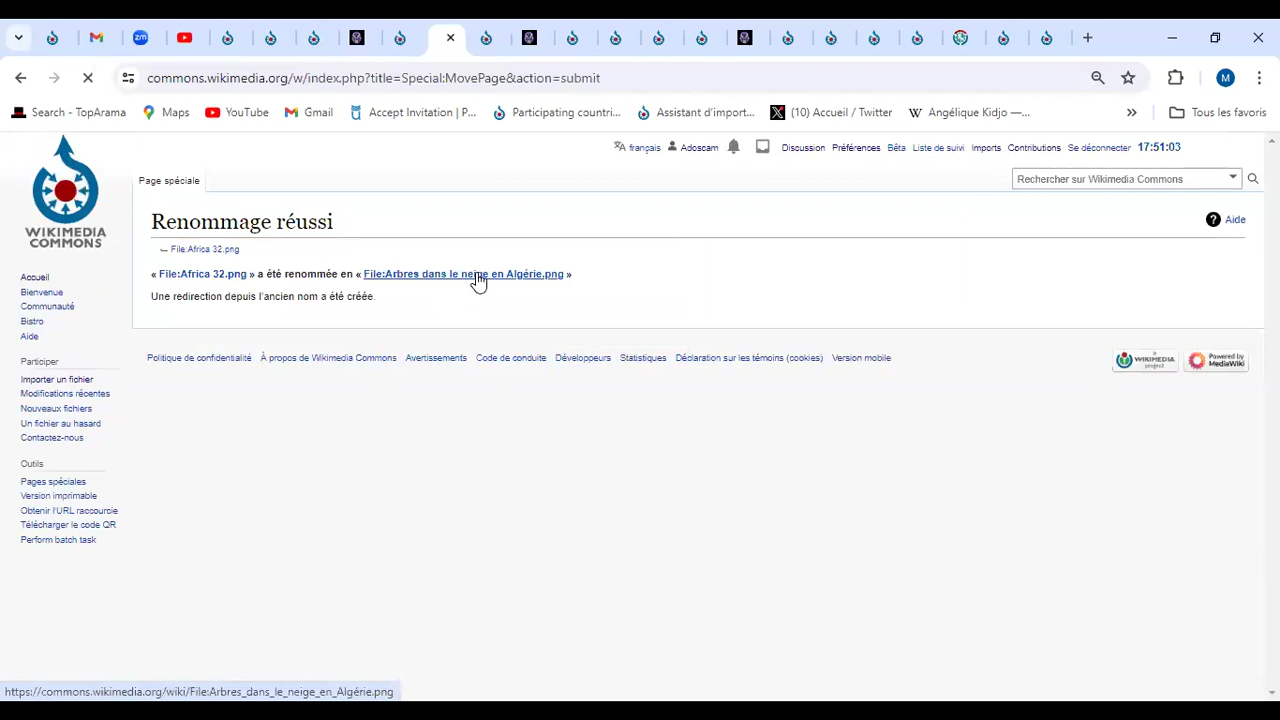 commons.wikimedia.org/w/index.php?title=Special:MovePage&action=submit
Search - TopArama
Maps
YouTube
Gmail
Accept Invitation | P...
Participating countri...
Assistant d'import...
(10) Accueil / Twitter
Angélique Kidjo —...
»
Tous les favoris
français
Adoscam
Discussion
Préférences
Bêta
Liste de suivi
Imports
Contributions
Se déconnecter
17:51:03
Page spéciale
Rechercher sur Wikimedia Commons
WIKIMEDIA
COMMONS
Renommage réussi
Aide
← File:Africa 32.png
« File:Africa 32.png » a été renommée en « File:Arbres dans le neige en Algérie.png »
Une redirection depuis l'ancien nom a été créée.
Accueil
Bienvenue
Communauté
Bistro
Aide
Participer
Importer un fichier
Modifications récentes
Nouveaux fichiers
Un fichier au hasard
Contactez-nous
Outils
Pages spéciales
Version imprimable
Obtenir l'URL raccourcie
Télécharger le code QR
Perform batch task
Politique de confidentialité
À propos de Wikimedia Commons
Avertissements
Code de conduite
Développeurs
Statistiques
Déclaration sur les témoins (cookies)
Version mobile
A
WIKIMEDIA
project
Powered by
MediaWiki
https://commons.wikimedia.org/wiki/File:Arbres_dans_le_neige_en_Algérie.png